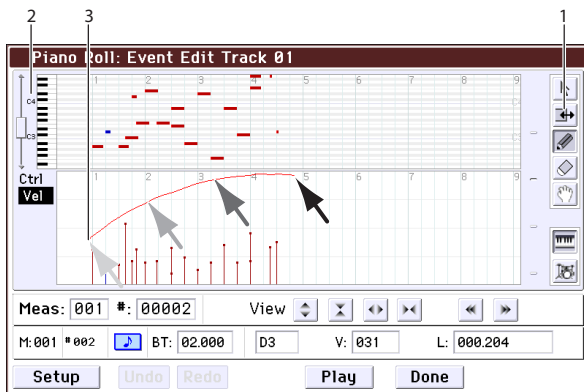 2 3 1
Piano Roll: Event Edit Track 01
1 2 3 4 5 6 7 8 9
C4 C4
C3 C3
Ctrl 1 2 3 4 5 6 7 8 9
Vel
Meas: 001 #: 00002 View
M:001 #002 BT: 02.000 D3 V: 031 L: 000.204
Setup Undo Redo Play Done